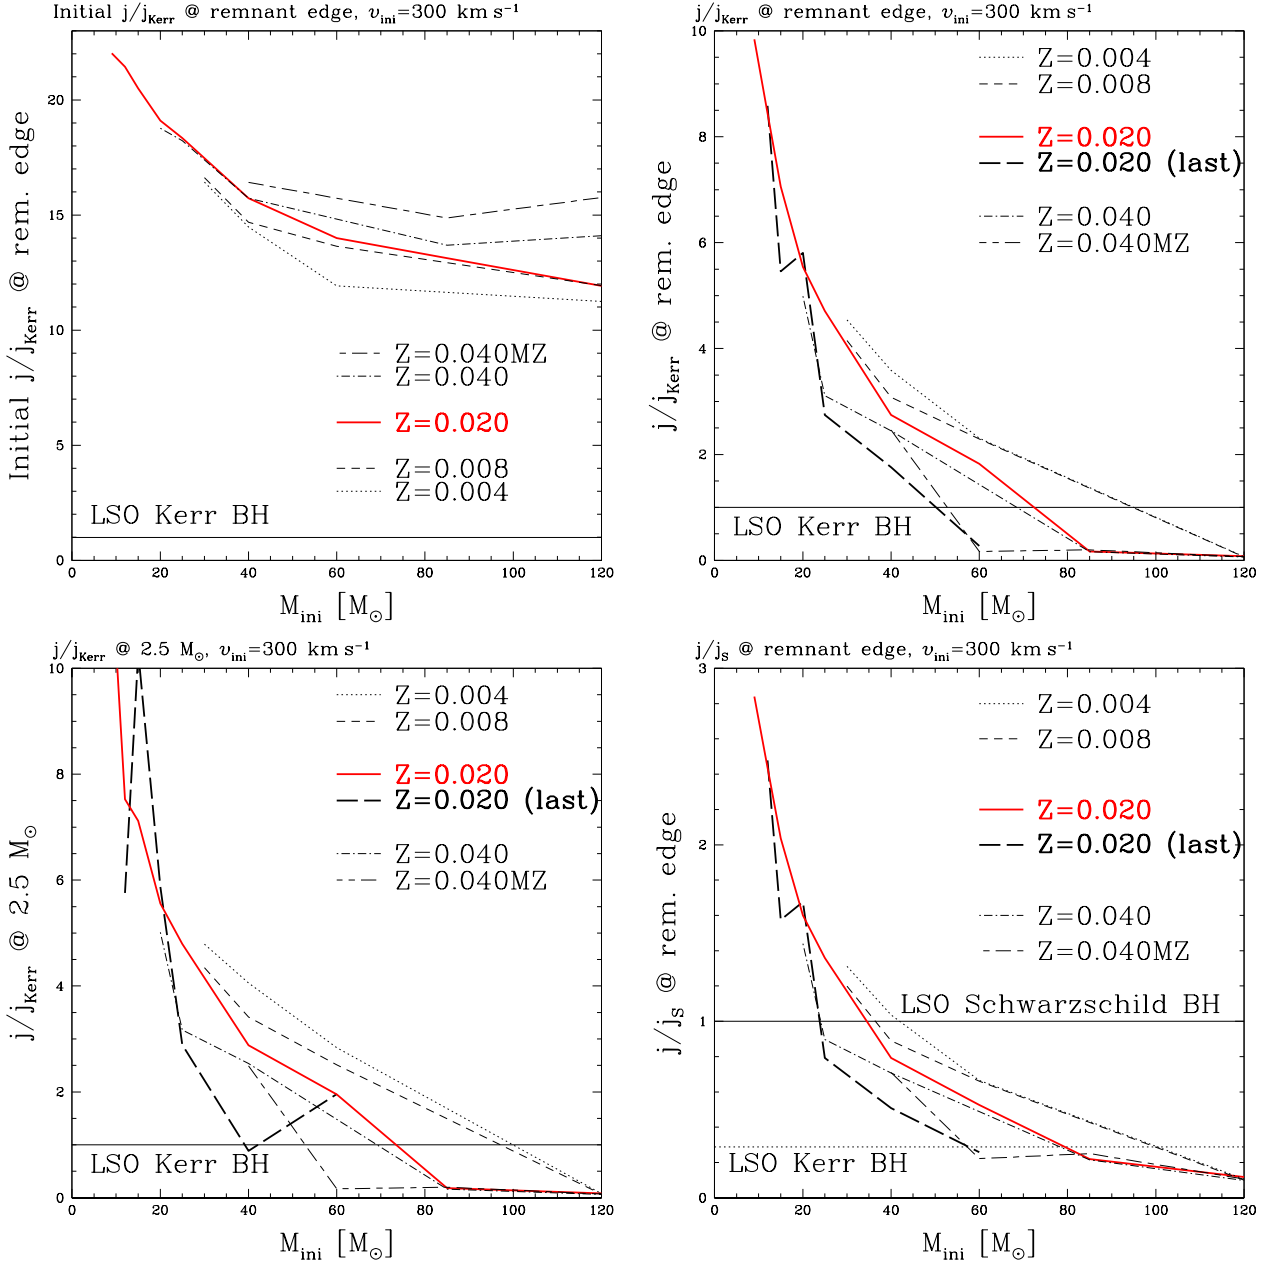 Initial j/jKerr @ remnant edge, vini=300 km s−1
Initial j/jKerr @ rem. edge
20
15
10
5
0
Z=0.040MZ
Z=0.040
Z=0.020
Z=0.008
Z=0.004
LSO Kerr BH
0 20 40 60 80 100 120
Mini [M⊙]
j/jKerr @ remnant edge, vini=300 km s−1
j/jKerr @ rem. edge
10
8
6
4
2
0
Z=0.004
Z=0.008
Z=0.020
Z=0.020 (last)
Z=0.040
Z=0.040MZ
LSO Kerr BH
0 20 40 60 80 100 120
Mini [M⊙]
j/jKerr @ 2.5 M⊙, vini=300 km s−1
j/jKerr @ 2.5 M⊙
10
8
6
4
2
0
Z=0.004
Z=0.008
Z=0.020
Z=0.020 (last)
Z=0.040
Z=0.040MZ
LSO Kerr BH
0 20 40 60 80 100 120
Mini [M⊙]
j/jS @ remnant edge, vini=300 km s−1
j/jS @ rem. edge
3
2
1
0
Z=0.004
Z=0.008
Z=0.020
Z=0.020 (last)
Z=0.040
Z=0.040MZ
LSO Schwarzschild BH
LSO Kerr BH
0 20 40 60 80 100 120
Mini [M⊙]